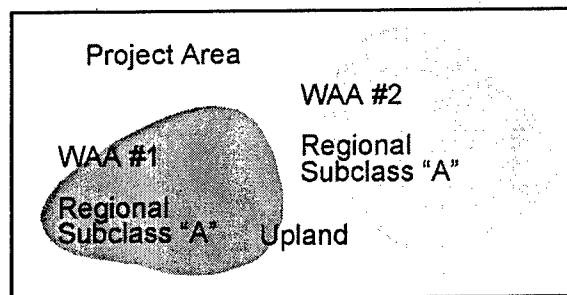 Project Area
WAA #2
Regional
Subclass "A"
WAA #1
Regional
Subclass "A"
Upland